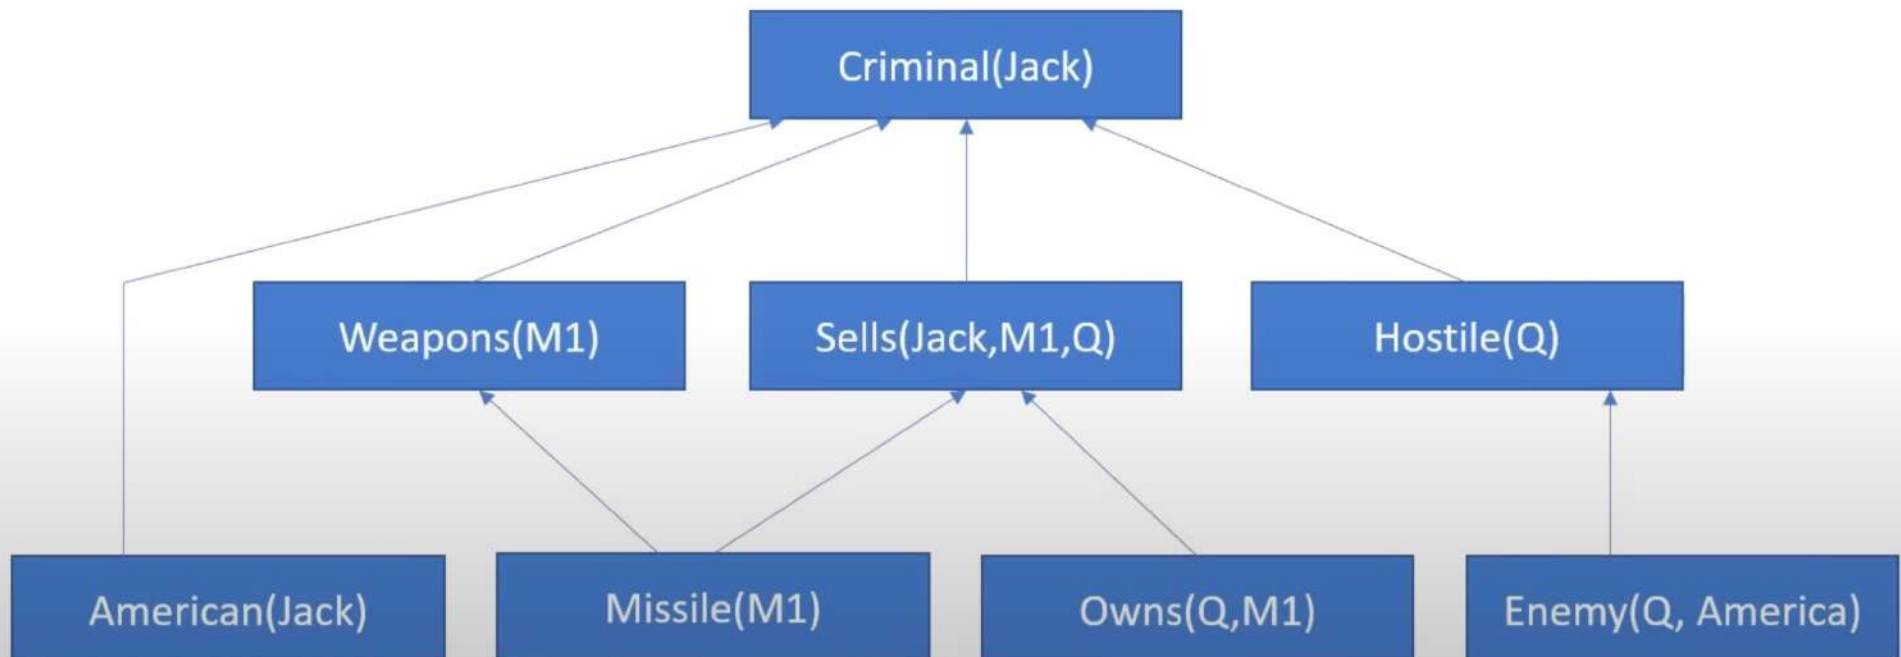 Criminal(Jack)
Weapons(M1)
Sells(Jack,M1,Q)
Hostile(Q)
American(Jack)
Missile(M1)
Owns(Q,M1)
Enemy(Q, America)